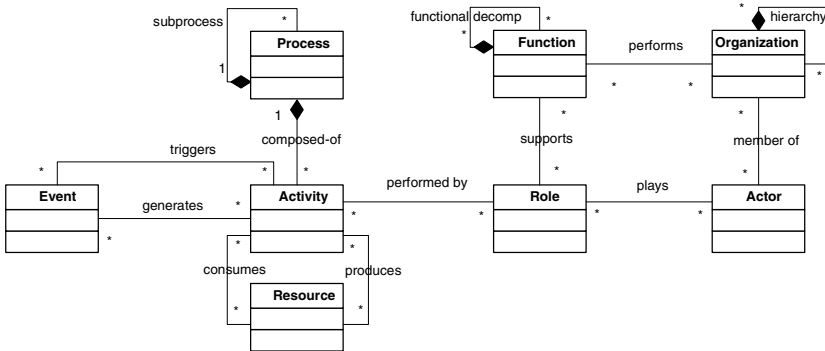 subprocess
*
functional decomp
*
*
hierarchy
Process
Function
performs
Organization
*
1
*
*
*
1
*
*
composed-of
supports
member of
triggers
*
*
*
*
*
Event
generates
*
Activity
performed by
Role
plays
Actor
*
*
*
*
*
*
*
consumes
produces
Resource
*
*